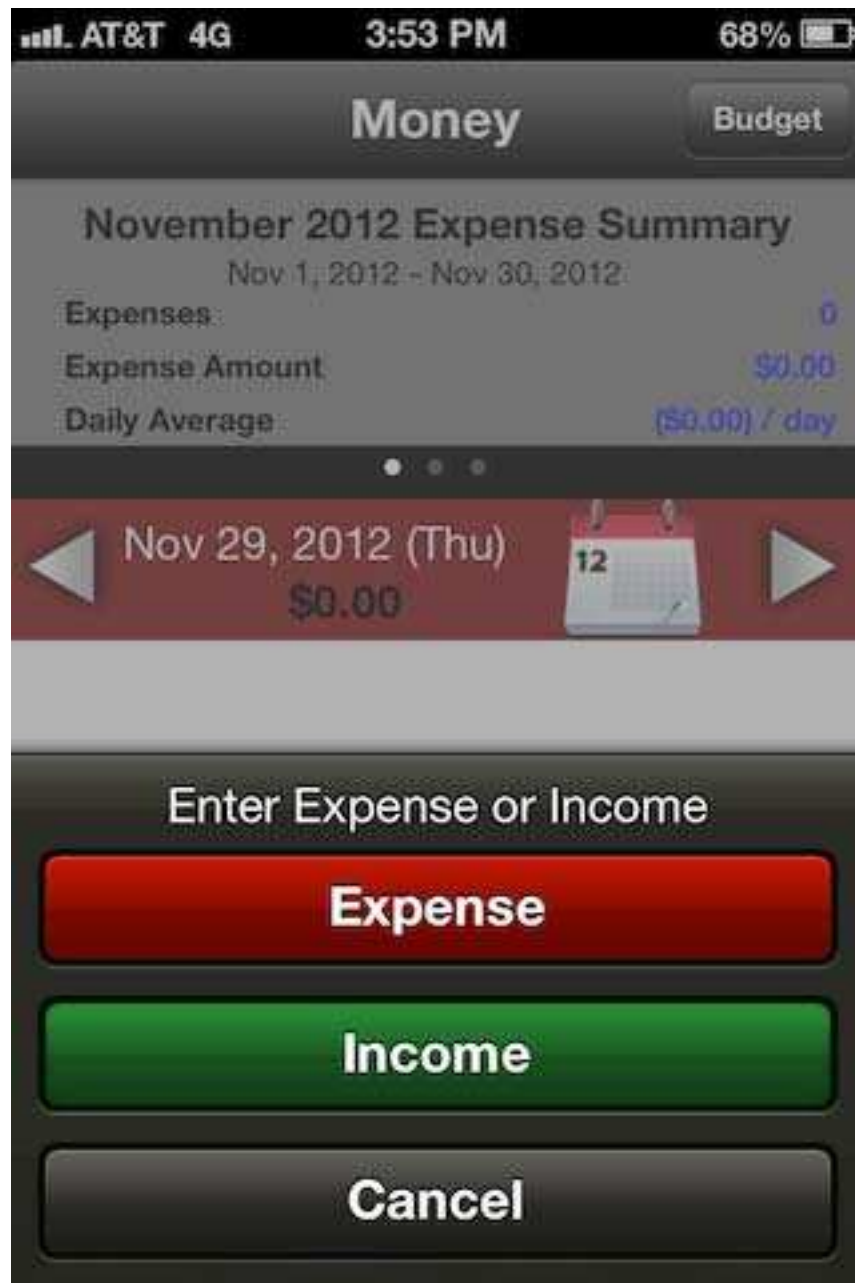 AT&T 4G 3:53 PM 68%
Money Budget
November 2012 Expense Summary
Nov 1, 2012 - Nov 30, 2012
Expenses 0
Expense Amount $0.00
Daily Average ($0.00) / day
Nov 29, 2012 (Thu)
12
$0.00
Enter Expense or Income
Expense
Income
Cancel